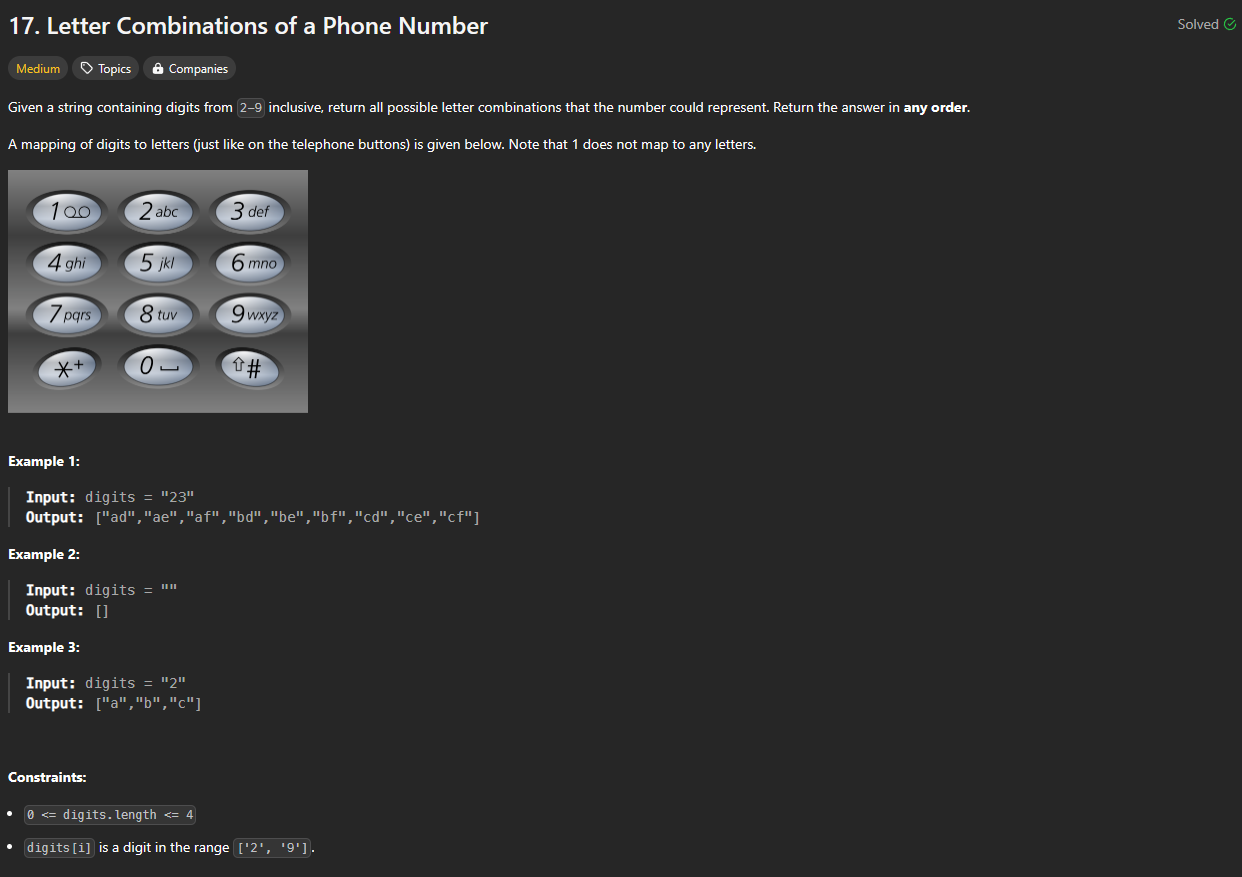 17. Letter Combinations of a Phone Number
Solved
Medium Topics Companies
Given a string containing digits from 2-9 inclusive, return all possible letter combinations that the number could represent. Return the answer in any order.
A mapping of digits to letters (just like on the telephone buttons) is given below. Note that 1 does not map to any letters.
1 2 abc 3 def
4 ghi 5 jkl 6 mno
7 pqrs 8 tuv 9 wxyz
* + 0 #
Example 1:
Input: digits = "23"
Output: ["ad","ae","af","bd","be","bf","cd","ce","cf"]
Example 2:
Input: digits = ""
Output: []
Example 3:
Input: digits = "2"
Output: ["a","b","c"]
Constraints:
• 0 <= digits.length <= 4
• digits[i] is a digit in the range ['2', '9'].